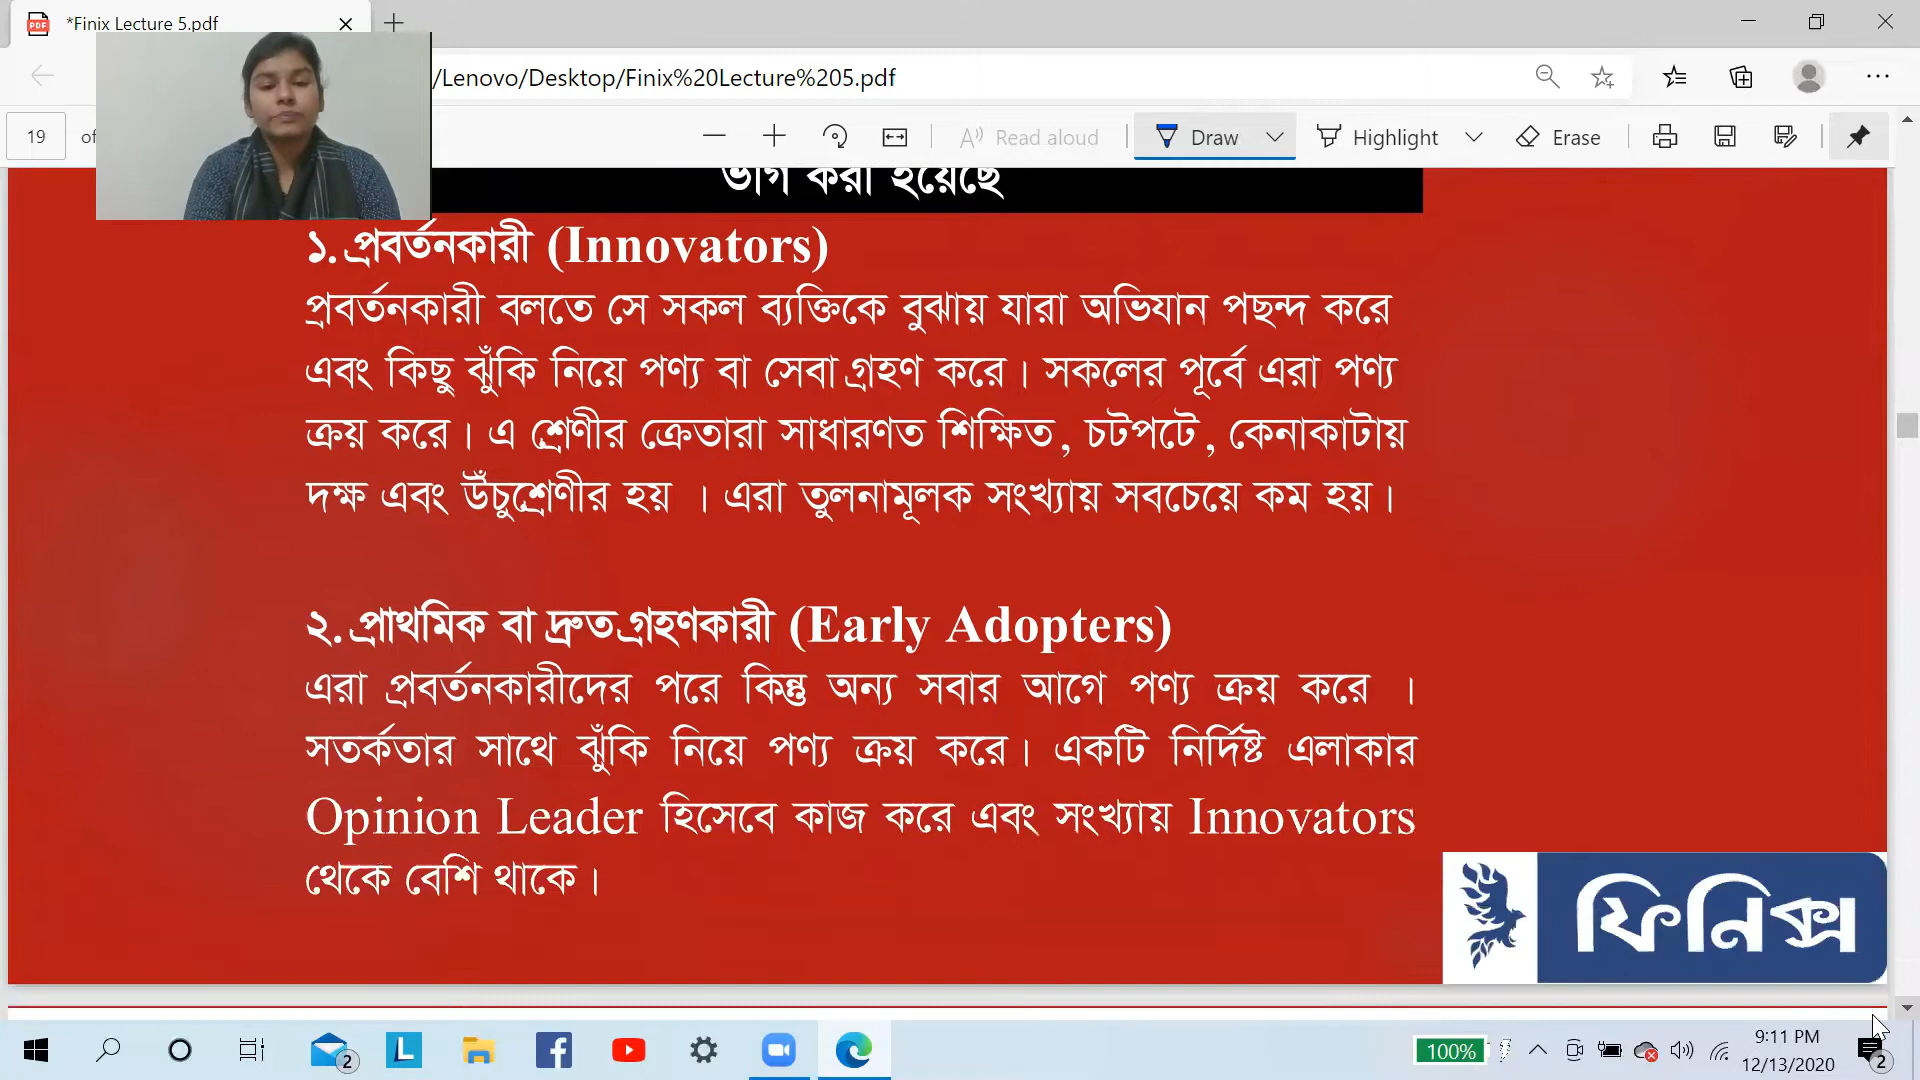 *Finix Lecture 5.pdf
/Lenovo/Desktop/Finix%20Lecture%205.pdf
19 of
Read aloud
Draw
Highlight
Erase
ভাগ করা হয়েছে
১. প্রবর্তনকারী (Innovators)
প্রবর্তনকারী বলতে সে সকল ব্যক্তিকে বুঝায় যারা অভিযান পছন্দ করে
এবং কিছু ঝুঁকি নিয়ে পণ্য বা সেবা গ্রহণ করে। সকলের পূর্বে এরা পণ্য
ক্রয় করে। এ শ্রেণীর ক্রেতারা সাধারণত শিক্ষিত, চটপটে, কেনাকাটায়
দক্ষ এবং উঁচুশ্রেণীর হয় । এরা তুলনামূলক সংখ্যায় সবচেয়ে কম হয়।
২. প্রাথমিক বা দ্রুত গ্রহণকারী (Early Adopters)
এরা প্রবর্তনকারীদের পরে কিন্তু অন্য সবার আগে পণ্য ক্রয় করে ।
সতর্কতার সাথে ঝুঁকি নিয়ে পণ্য ক্রয় করে। একটি নির্দিষ্ট এলাকার
Opinion Leader হিসেবে কাজ করে এবং সংখ্যায় Innovators
থেকে বেশি থাকে।
ফিনিক্স
2
L
100%
9:11 PM
12/13/2020
2